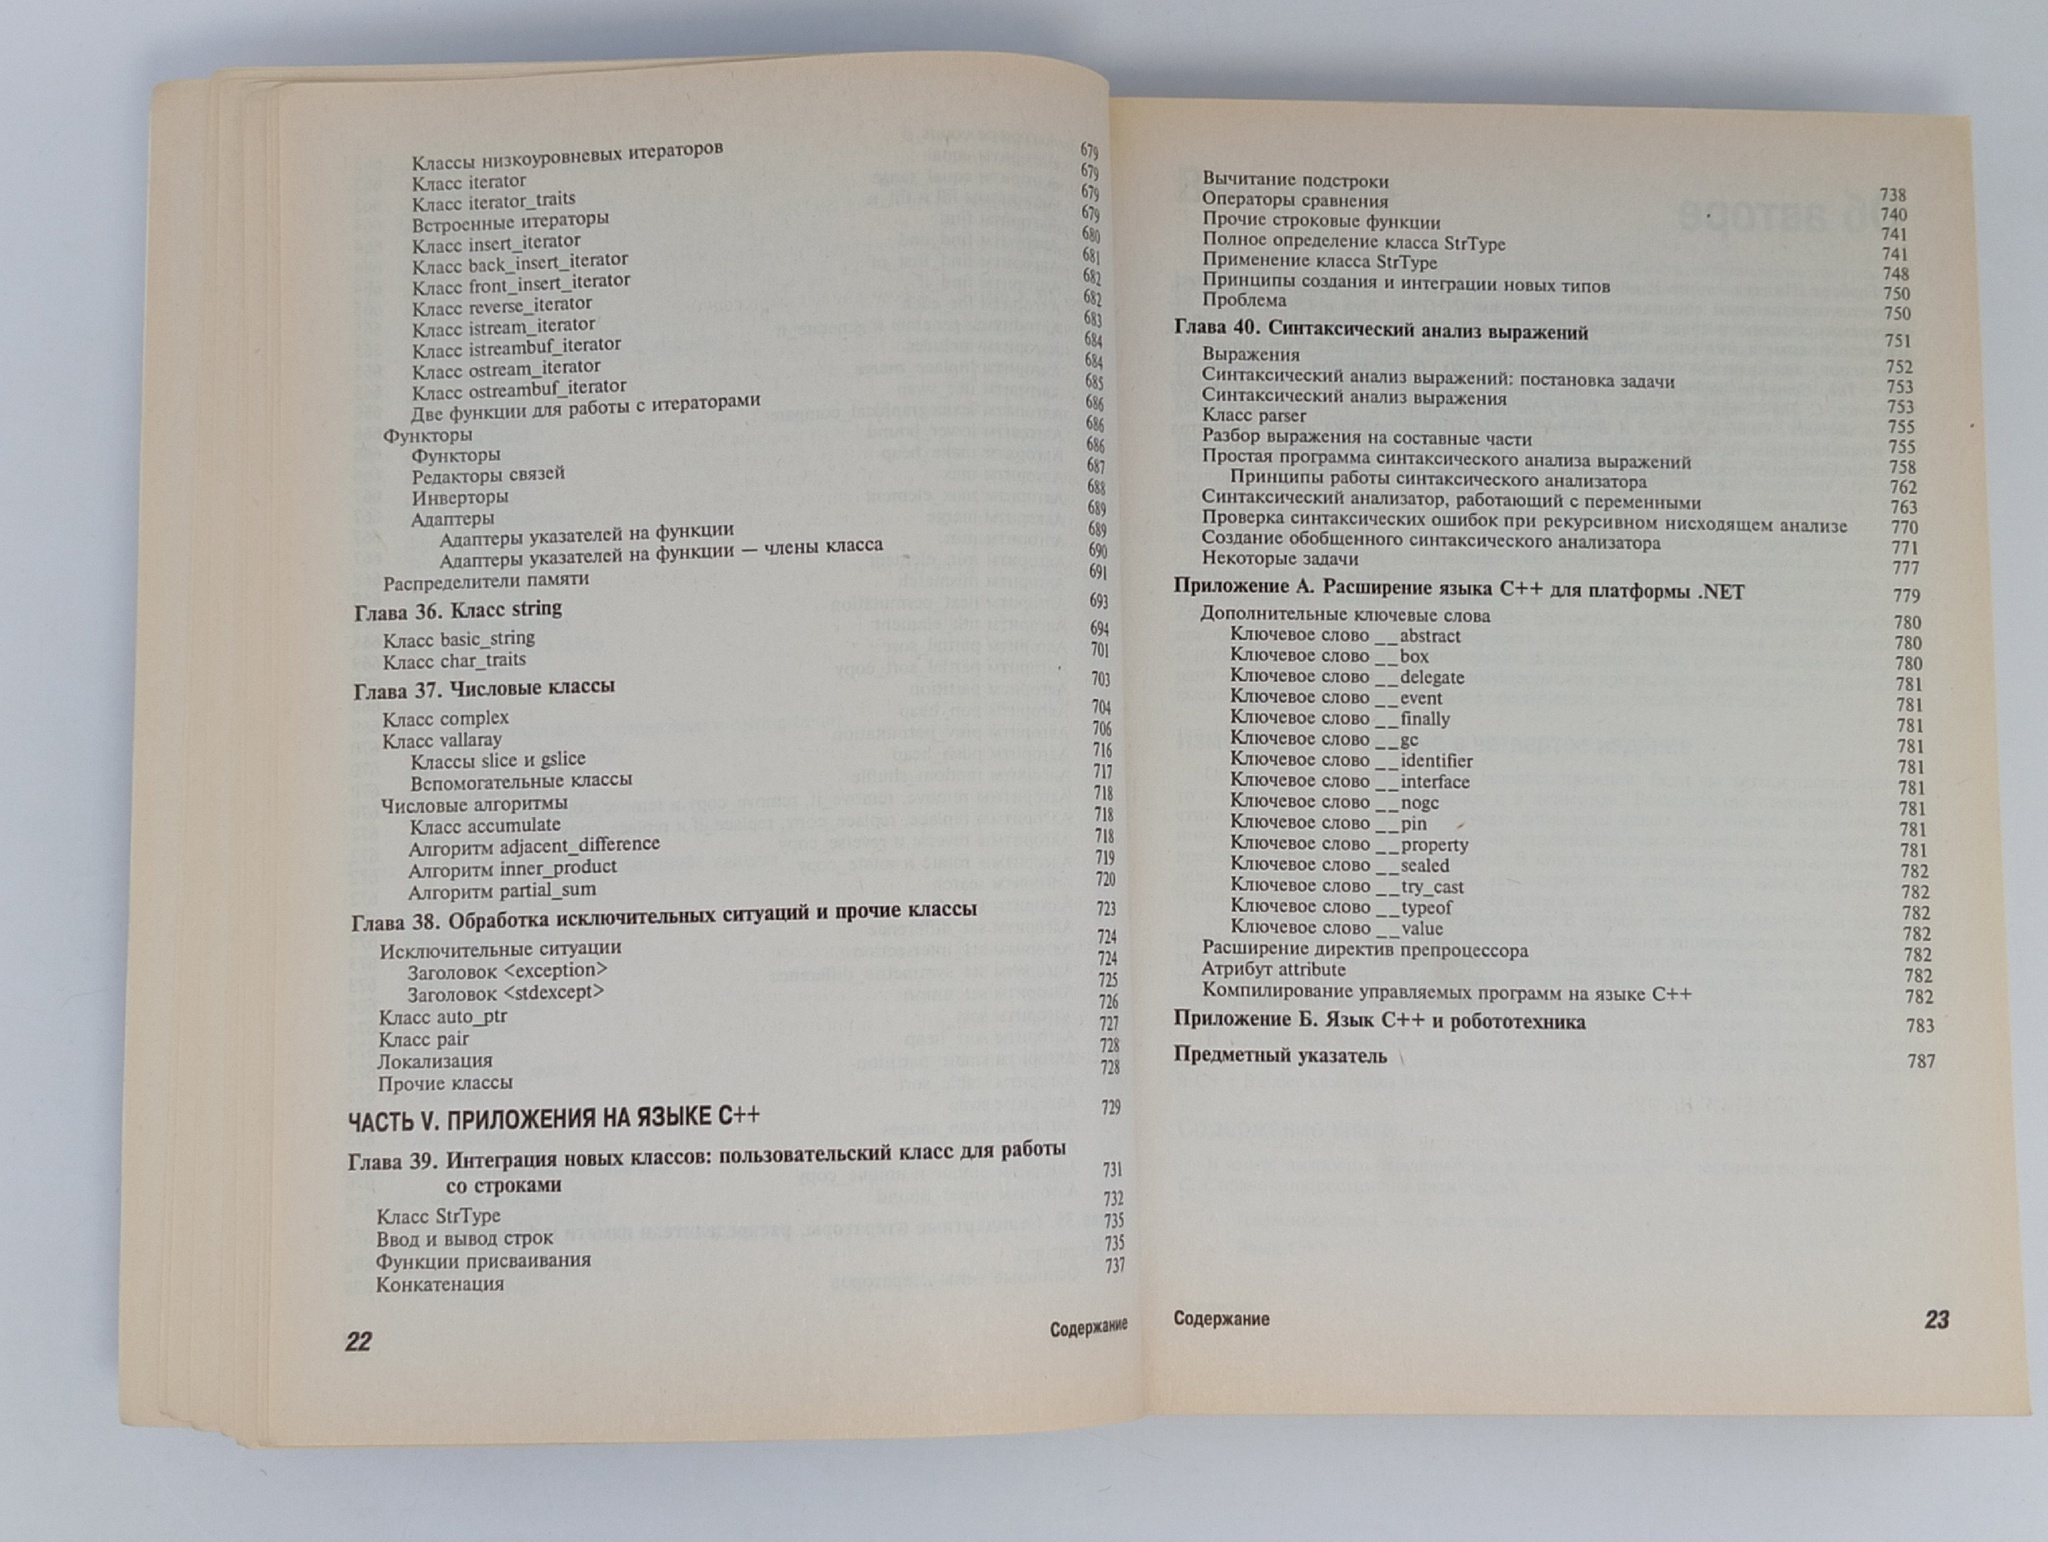 Классы низкоуровневых итераторов 679
Класс iterator 679
Класс iterator_traits 679
Встроенные итераторы 679
Класс insert_iterator 680
Класс back_insert_iterator 681
Класс front_insert_iterator 682
Класс reverse_iterator 682
Класс istream_iterator 683
Класс istreambuf_iterator 684
Класс ostream_iterator 684
Класс ostreambuf_iterator 685
Две функции для работы с итераторами 686
Функторы 686
Функторы 686
Редакторы связей 687
Инверторы 688
Адаптеры 689
Адаптеры указателей на функции 689
Адаптеры указателей на функции — члены класса 690
Распределители памяти 691
Глава 36. Класс string 693
Класс basic_string 694
Класс char_traits 701
Глава 37. Числовые классы 703
Класс complex 704
Класс vallaray 706
Классы slice и gslice 716
Вспомогательные классы 717
Числовые алгоритмы 718
Класс accumulate 718
Алгоритм adjacent_difference 718
Алгоритм inner_product 719
Алгоритм partial_sum 720
Глава 38. Обработка исключительных ситуаций и прочие классы 723
Исключительные ситуации 724
Заголовок <exception> 724
Заголовок <stdexcept> 725
Класс auto_ptr 726
Класс pair 727
Локализация 728
Прочие классы 728
ЧАСТЬ V. ПРИЛОЖЕНИЯ НА ЯЗЫКЕ C++ 729
Глава 39. Интеграция новых классов: пользовательский класс для работы
со строками 731
Класс StrType 732
Ввод и вывод строк 735
Функции присваивания 735
Конкатенация 737
22 Содержание
Вычитание подстроки 738
Операторы сравнения 740
Прочие строковые функции 741
Полное определение класса StrType 741
Применение класса StrType 748
Принципы создания и интеграции новых типов 750
Проблема 750
Глава 40. Синтаксический анализ выражений 751
Выражения 752
Синтаксический анализ выражений: постановка задачи 753
Синтаксический анализ выражения 753
Класс parser 755
Разбор выражения на составные части 755
Простая программа синтаксического анализа выражений 758
Принципы работы синтаксического анализатора 762
Синтаксический анализатор, работающий с переменными 763
Проверка синтаксических ошибок при рекурсивном нисходящем анализе 770
Создание обобщенного синтаксического анализатора 771
Некоторые задачи 777
Приложение А. Расширение языка C++ для платформы .NET 779
Дополнительные ключевые слова 780
Ключевое слово __abstract 780
Ключевое слово __box 780
Ключевое слово __delegate 781
Ключевое слово __event 781
Ключевое слово __finally 781
Ключевое слово __gc 781
Ключевое слово __identifier 781
Ключевое слово __interface 781
Ключевое слово __nogc 781
Ключевое слово __pin 781
Ключевое слово __property 781
Ключевое слово __sealed 782
Ключевое слово __try_cast 782
Ключевое слово __typeof 782
Ключевое слово __value 782
Расширение директив препроцессора 782
Атрибут attribute 782
Компилирование управляемых программ на языке C++ 782
Приложение Б. Язык C++ и робототехника 783
Предметный указатель 787
Содержание 23